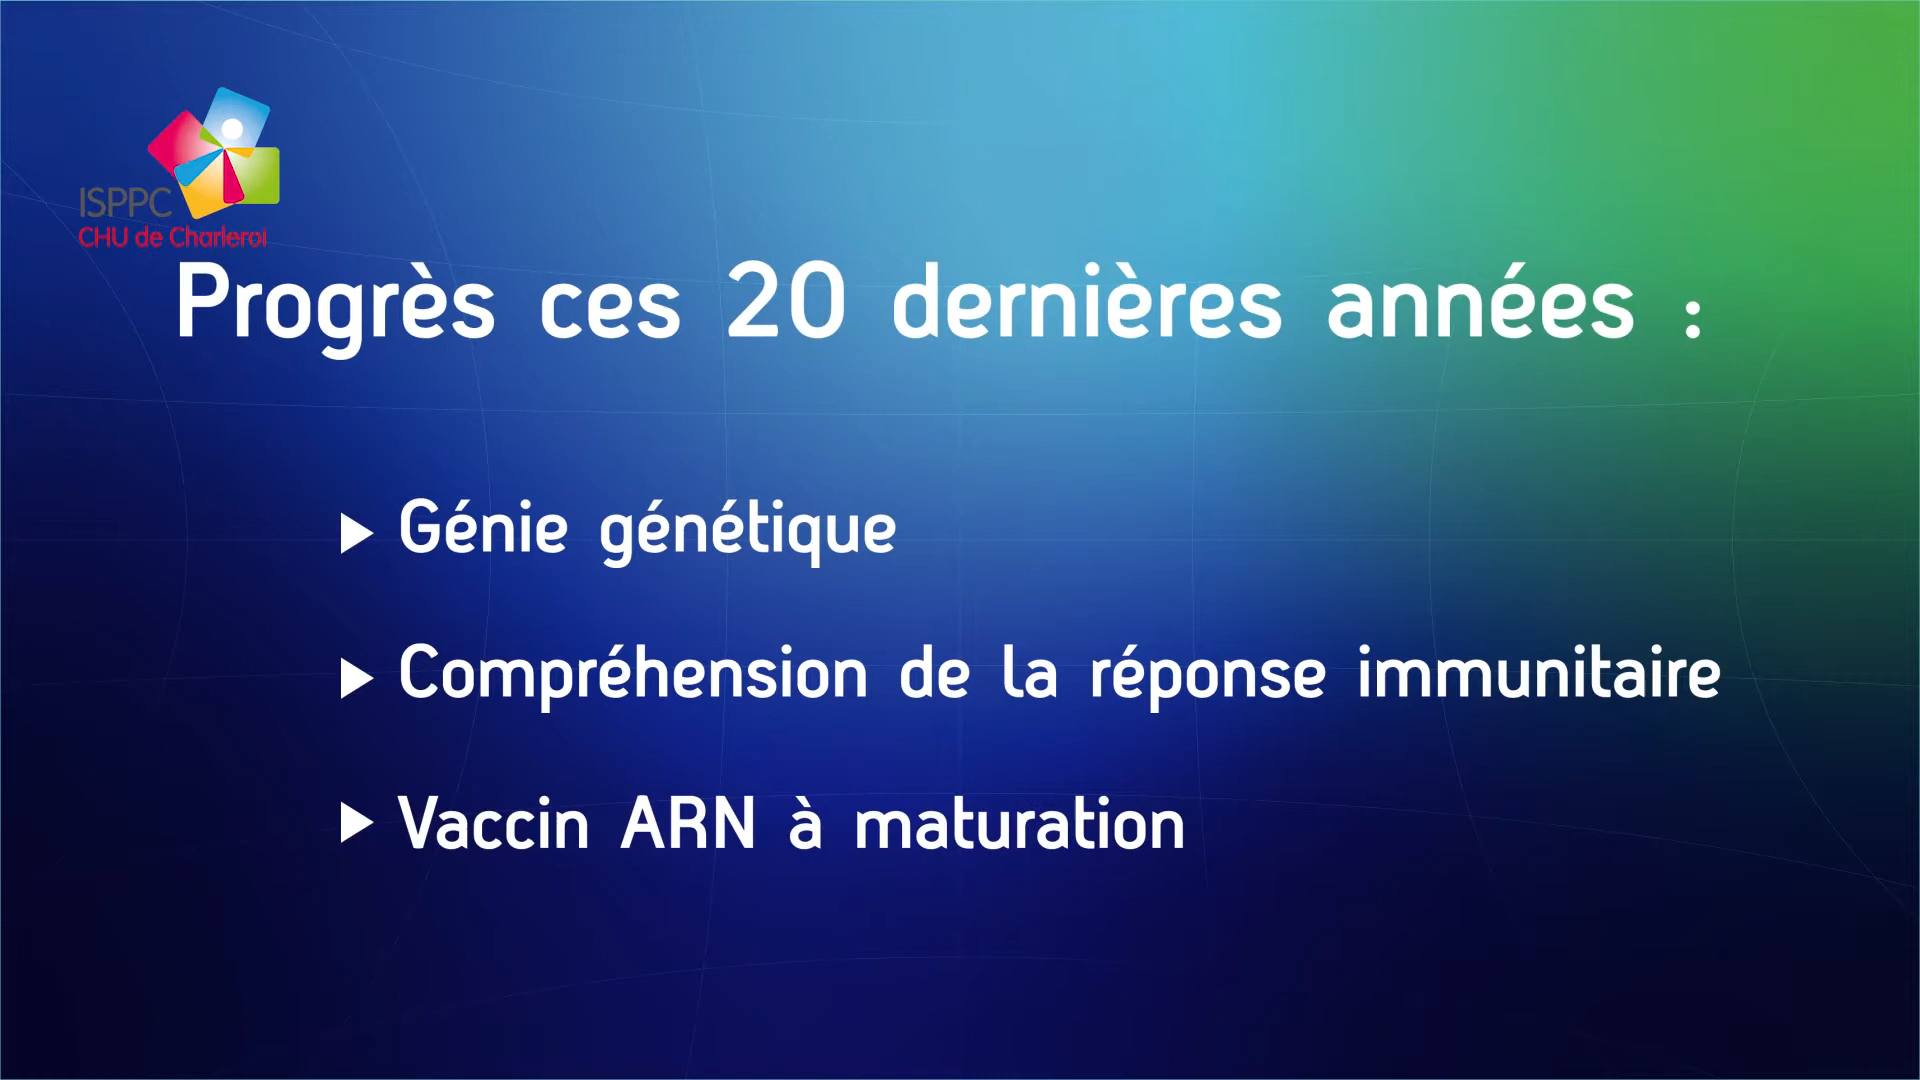 ISPPC
CHU de Charleroi
Progrès ces 20 dernières années :
Génie génétique
Compréhension de la réponse immunitaire
Vaccin ARN à maturation